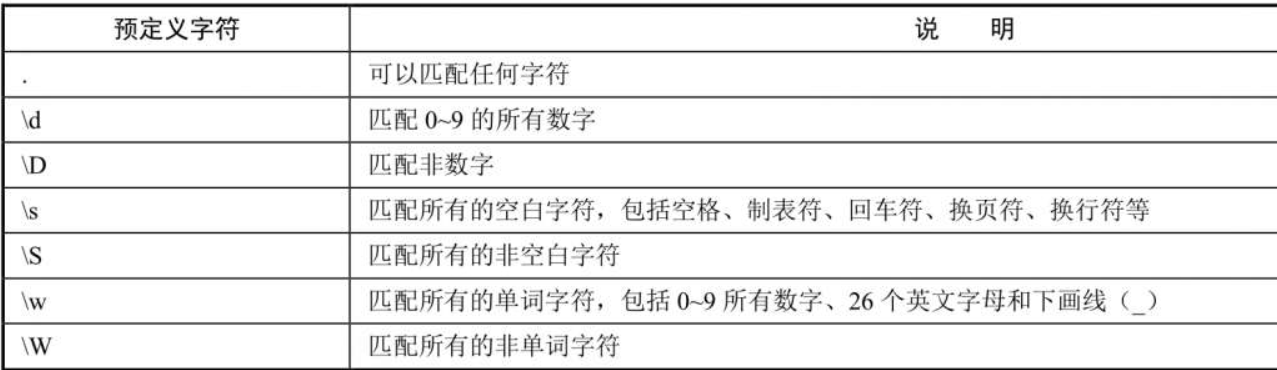 预定义字符 说 明
. 可以匹配任何字符
\d 匹配 0~9 的所有数字
\D 匹配非数字
\s 匹配所有的空白字符，包括空格、制表符、回车符、换页符、换行符等
\S 匹配所有的非空白字符
\w 匹配所有的单词字符，包括 0~9 所有数字、26 个英文字母和下画线（_）
\W 匹配所有的非单词字符